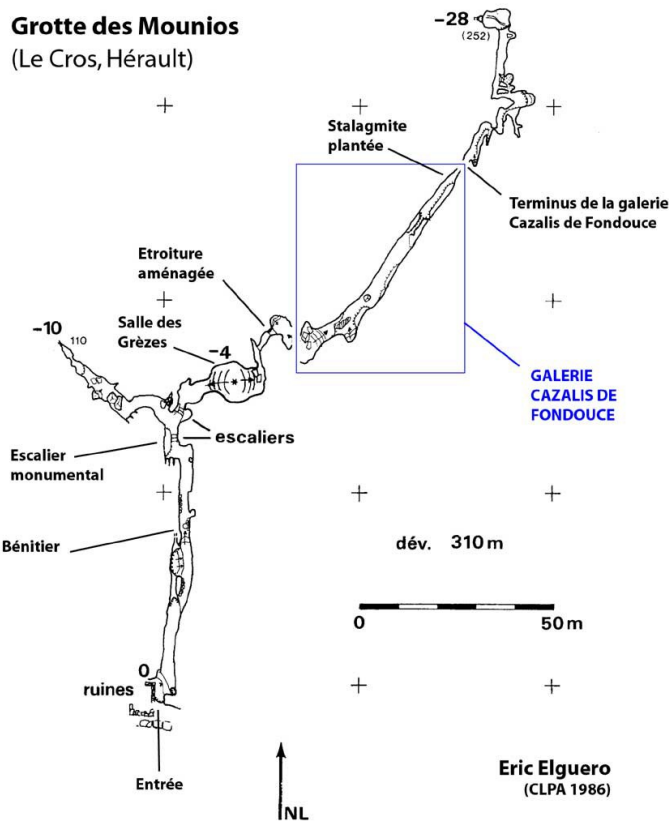 Grotte des Mounios
(Le Cros, Hérault)
-28
(252)
Stalagmite
plantée
Terminus de la galerie
Cazalis de Fondouce
Etroiture
aménagée
-10
110
Salle des
Grèzes
-4
GALERIE
CAZALIS DE
FONDOUCE
escaliers
Escalier
monumental
Bénitier
dév. 310 m
0 50 m
0
ruines
Entrée
NL
Eric Elguero
(CLPA 1986)